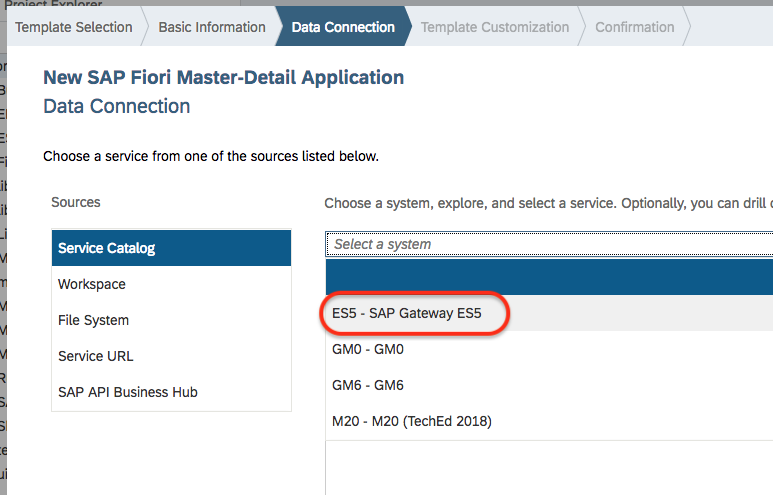 Project Explorer
Template Selection
Basic Information
Data Connection
Template Customization
Confirmation
New SAP Fiori Master-Detail Application
Data Connection
Choose a service from one of the sources listed below.
Sources
Service Catalog
Workspace
File System
Service URL
SAP API Business Hub
Choose a system, explore, and select a service. Optionally, you can drill
Select a system
ES5 - SAP Gateway ES5
GM0 - GM0
GM6 - GM6
M20 - M20 (TechEd 2018)